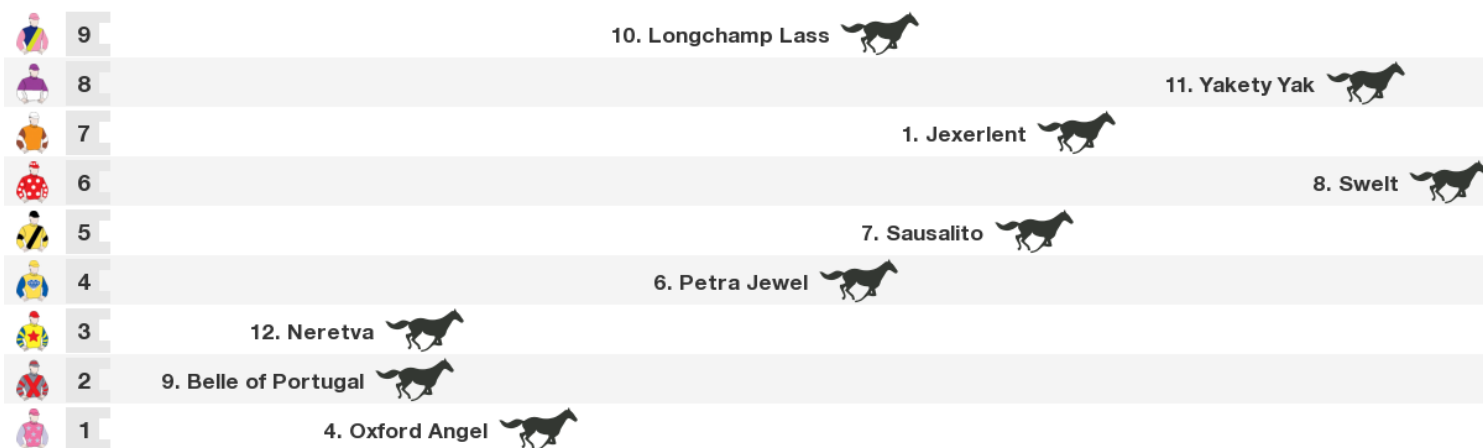 9 10. Longchamp Lass
8 11. Yakety Yak
7 1. Jexerlent
6 8. Swelt
5 7. Sausalito
4 6. Petra Jewel
3 12. Neretva
2 9. Belle of Portugal
1 4. Oxford Angel